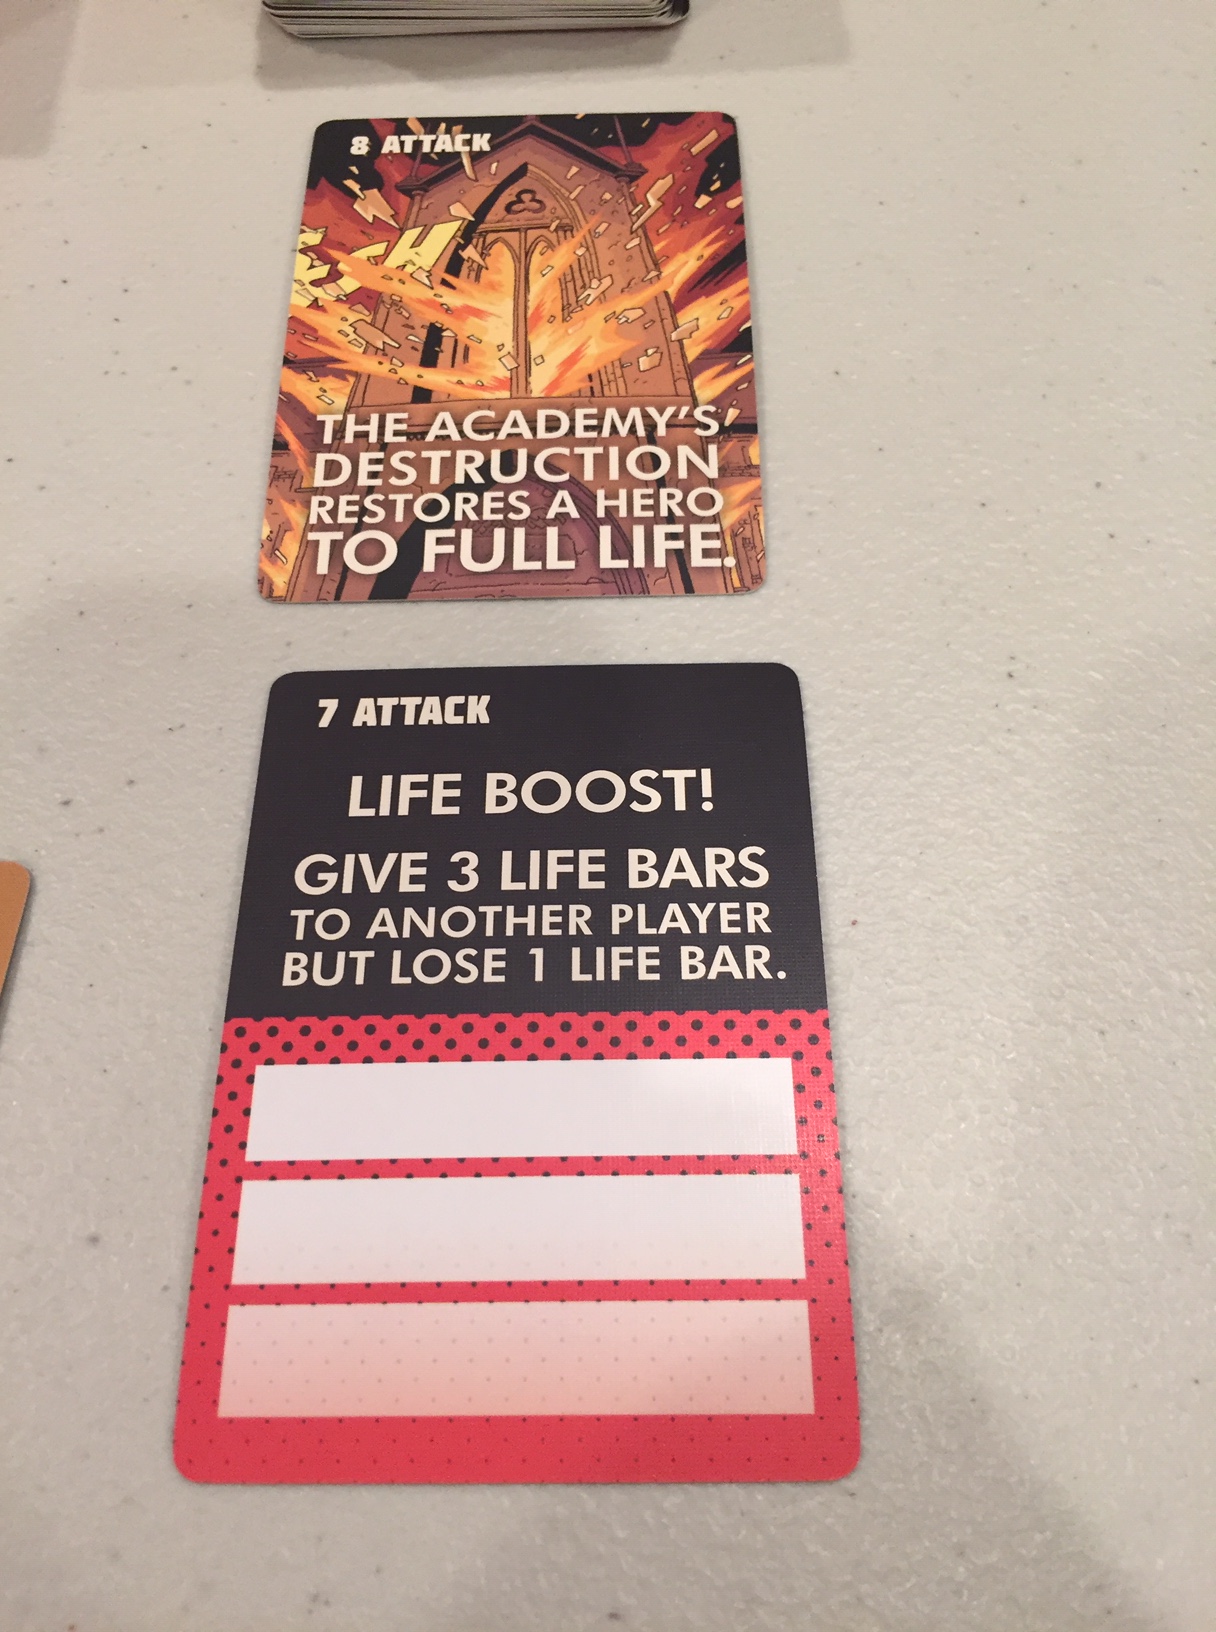 8 ATTACK
THE ACADEMY'S
DESTRUCTION
RESTORES A HERO
TO FULL LIFE.
7 ATTACK
LIFE BOOST!
GIVE 3 LIFE BARS
TO ANOTHER PLAYER
BUT LOSE 1 LIFE BAR.